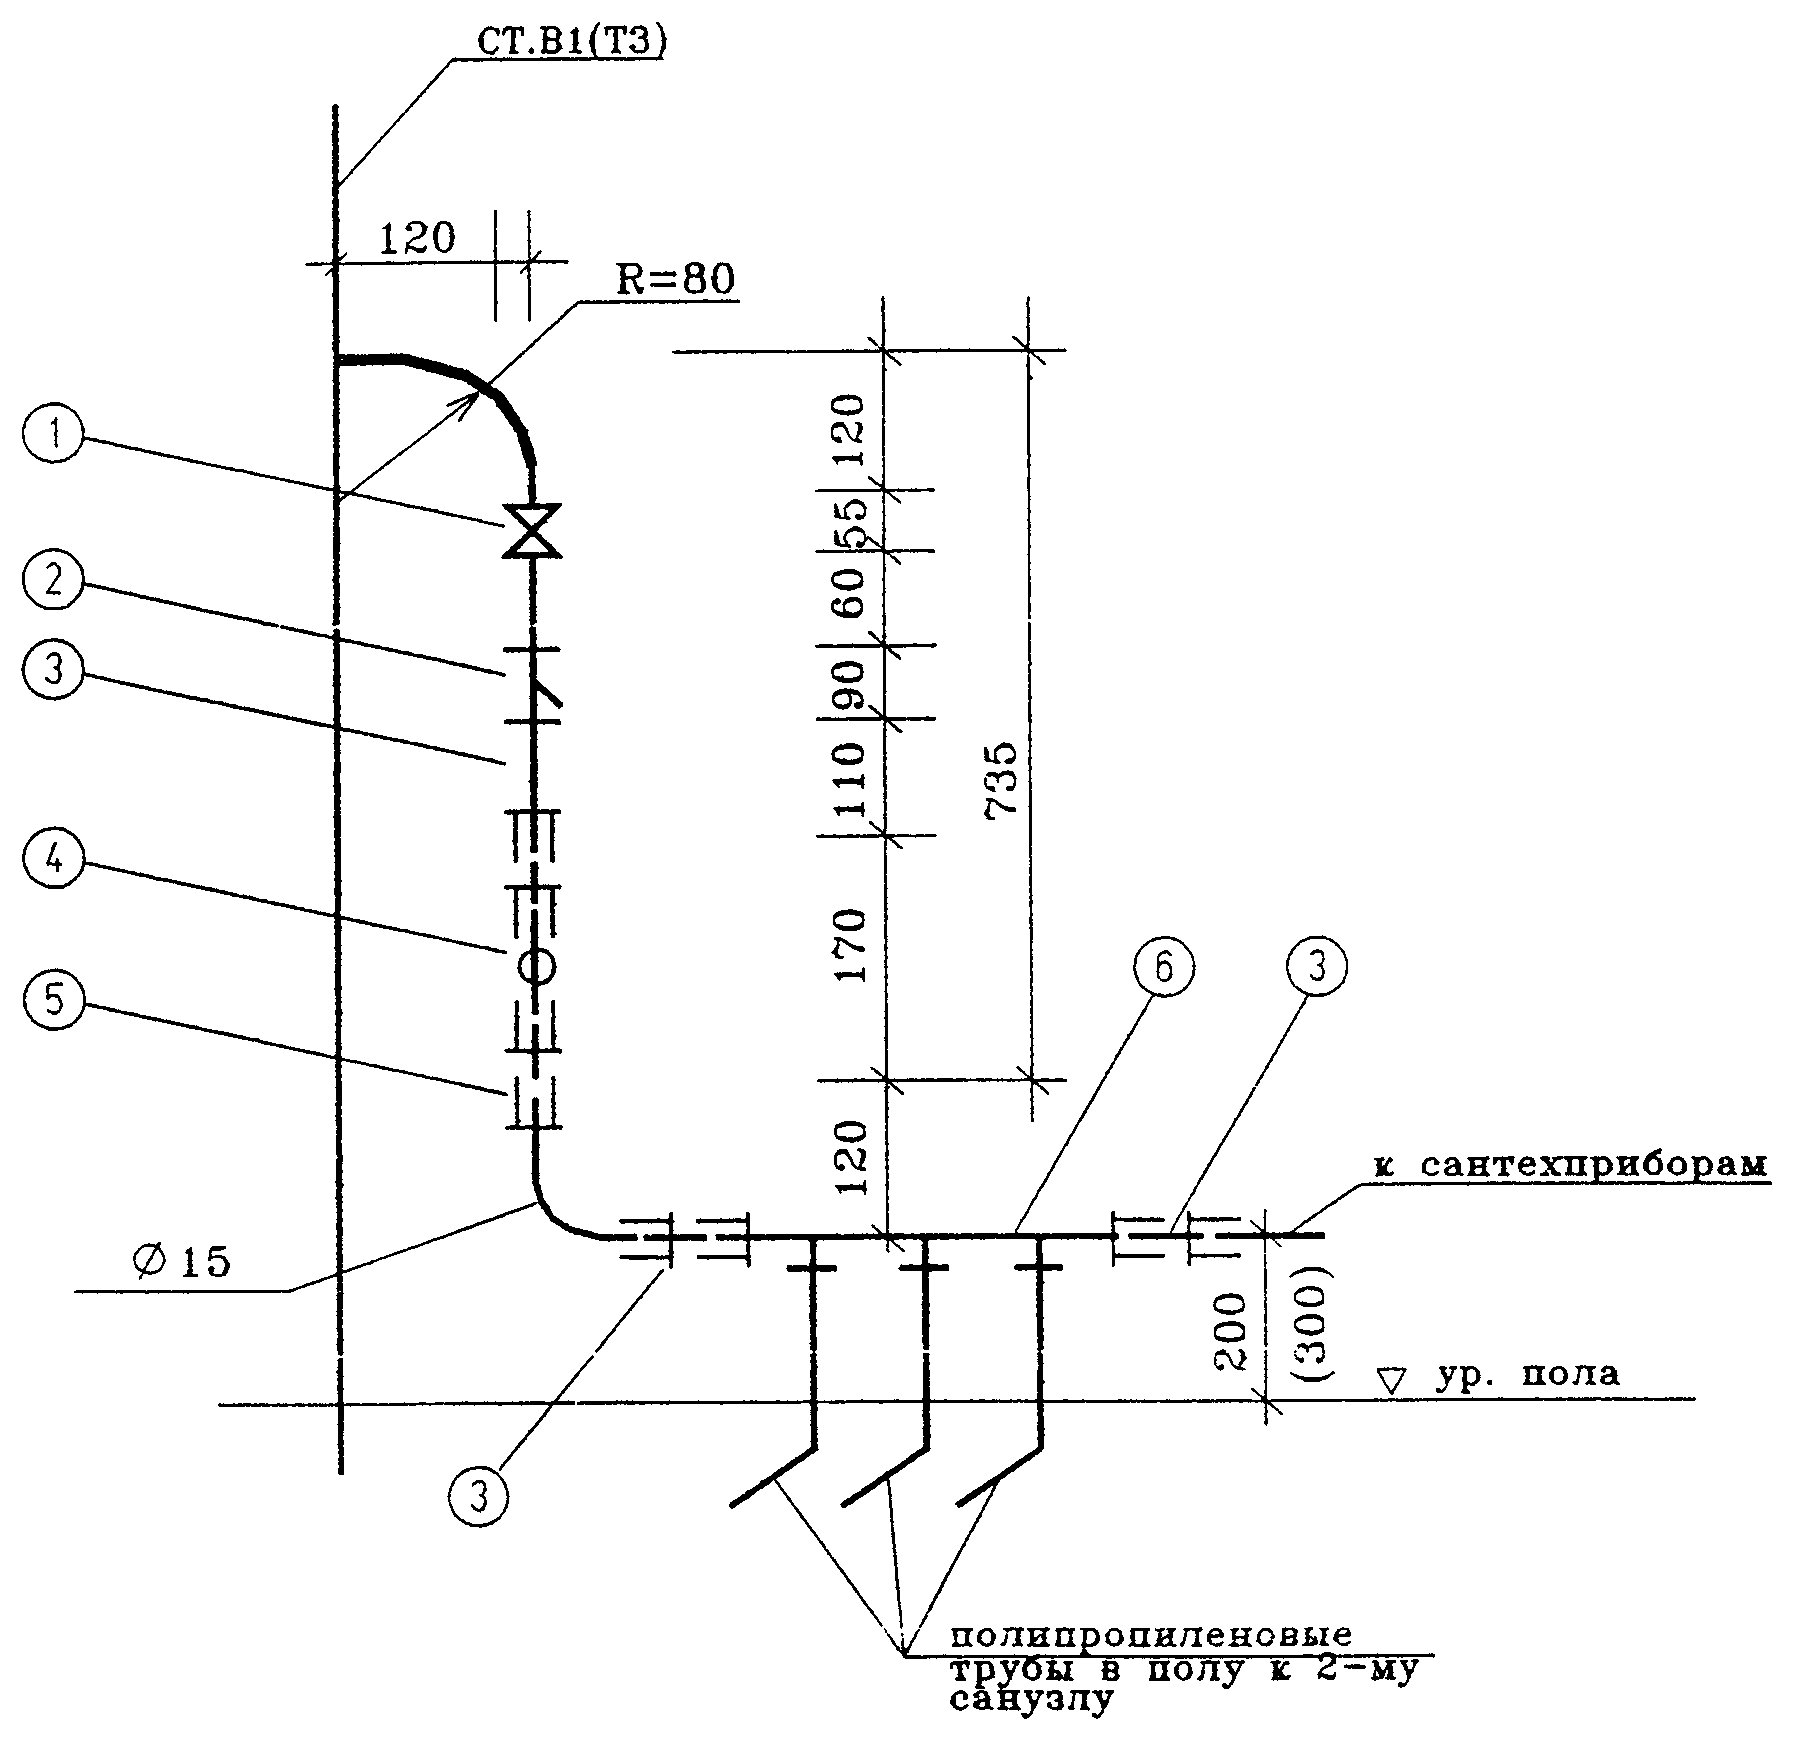 СТ.В1(Т3)
120
R=80
1
120
55
2
60
3
90
110
735
4
170
6
3
5
120
к сантехприборам
Ø 15
200
(300)
ур. пола
3
полипропиленовые
трубы в полу к 2-му
санузлу